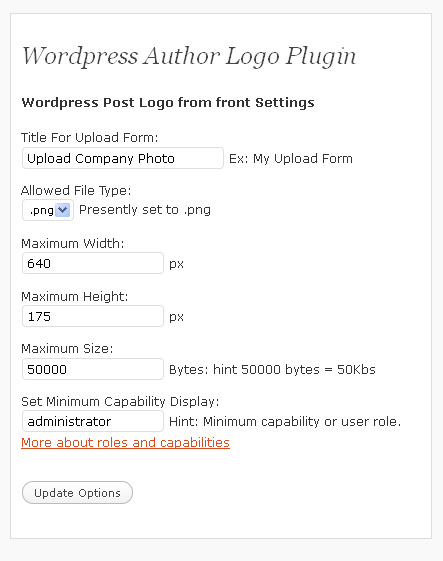 Wordpress Author Logo Plugin
Wordpress Post Logo from front Settings
Title For Upload Form:
Upload Company Photo Ex: My Upload Form
Allowed File Type:
.png Presently set to .png
Maximum Width:
640 px
Maximum Height:
175 px
Maximum Size:
50000 Bytes: hint 50000 bytes = 50Kbs
Set Minimum Capability Display:
administrator Hint: Minimum capability or user role.
More about roles and capabilities
Update Options